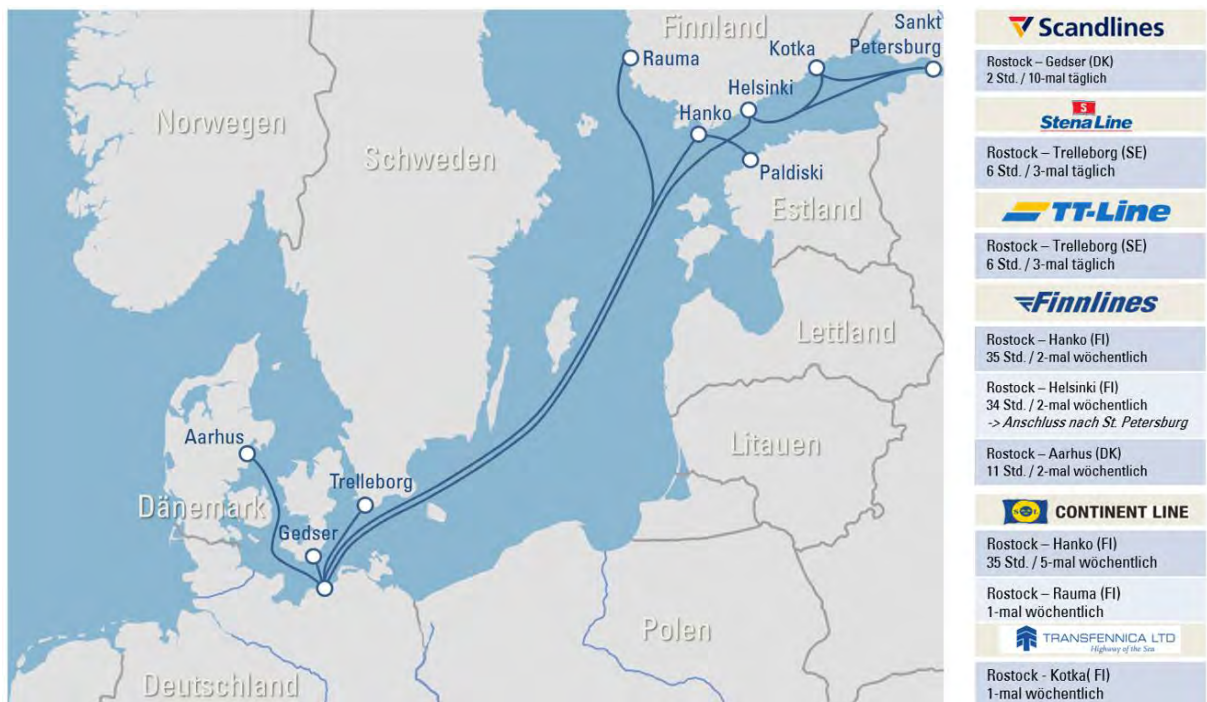 Finnland
Sankt
Petersburg
Kotka
Rauma
Helsinki
Hanko
Norwegen
Schweden
Paldiski
Estland
Lettland
Litauen
Aarhus
Trelleborg
Dänemark
Gedser
Polen
Deutschland
Scandlines
Rostock – Gedser (DK)
2 Std. / 10-mal täglich
S
Stena Line
Rostock – Trelleborg (SE)
6 Std. / 3-mal täglich
TT-Line
Rostock – Trelleborg (SE)
6 Std. / 3-mal täglich
Finnlines
Rostock – Hanko (FI)
35 Std. / 2-mal wöchentlich
Rostock – Helsinki (FI)
34 Std. / 2-mal wöchentlich
-> Anschluss nach St. Petersburg
Rostock – Aarhus (DK)
11 Std. / 2-mal wöchentlich
CONTINENT LINE
Rostock – Hanko (FI)
35 Std. / 5-mal wöchentlich
Rostock – Rauma (FI)
1-mal wöchentlich
TRANSFENNICA LTD
Highway of the Sea
Rostock - Kotka( FI)
1-mal wöchentlich